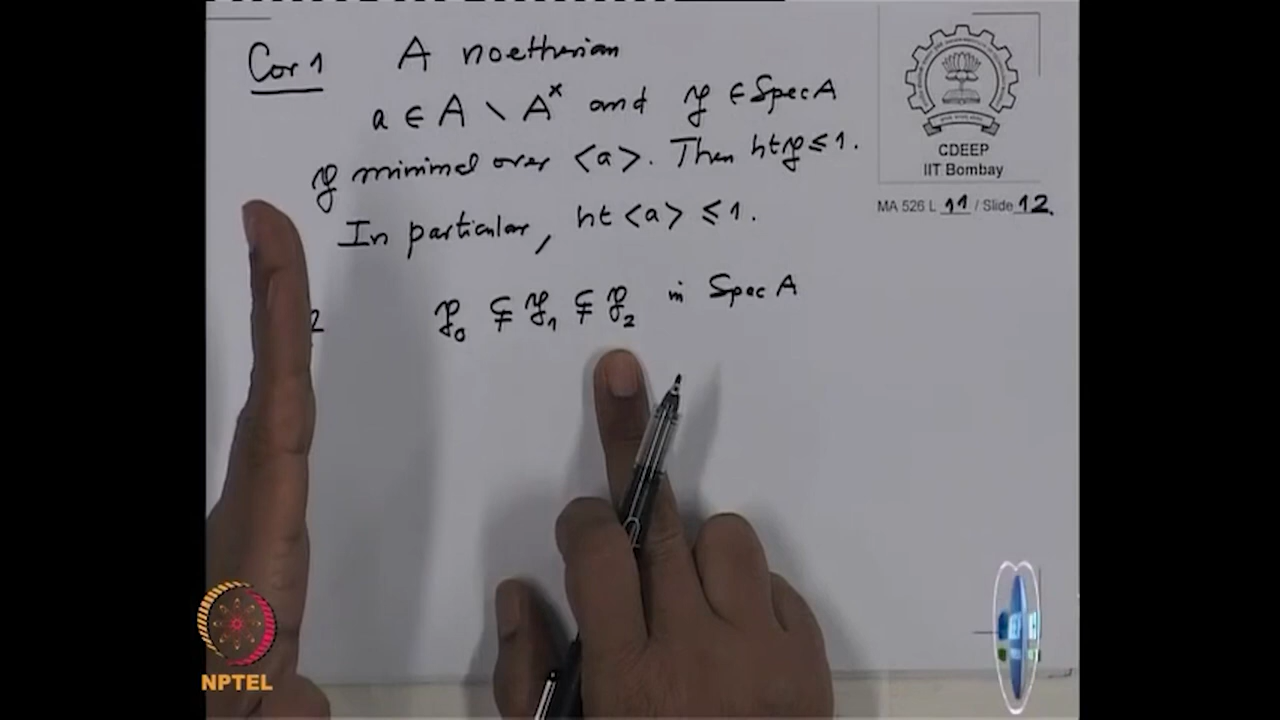 Cor 1 A noetherian
a ∈ A \ A^× and 𝔭 ∈ Spec A
𝔭 minimal over <a>. Then ht 𝔭 ≤ 1.
In particular, ht <a> ≤ 1.
2 𝔭₀ ⊊ 𝔭₁ ⊊ 𝔭₂ in Spec A
CDEEP
IIT Bombay
MA 526 L 11 / Slide 12
NPTEL